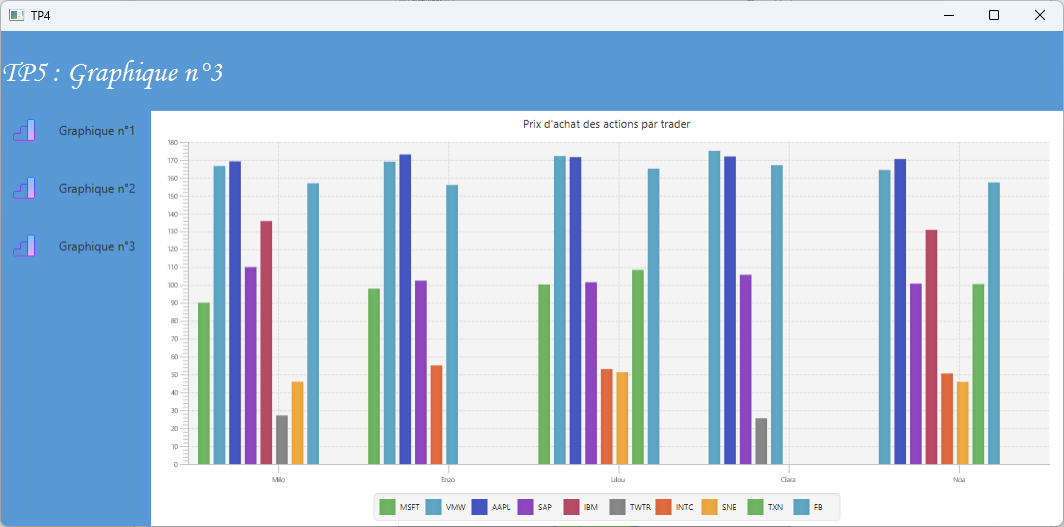 TP4
TP5 : Graphique n°3
Graphique n°1
Graphique n°2
Graphique n°3
Prix d'achat des actions par trader
180
170
160
150
140
130
120
110
100
90
80
70
60
50
40
30
20
10
0
Milo Enzo Lilou Clara Noa
MSFT VMW AAPL SAP IBM TWTR INTC SNE TXN FB